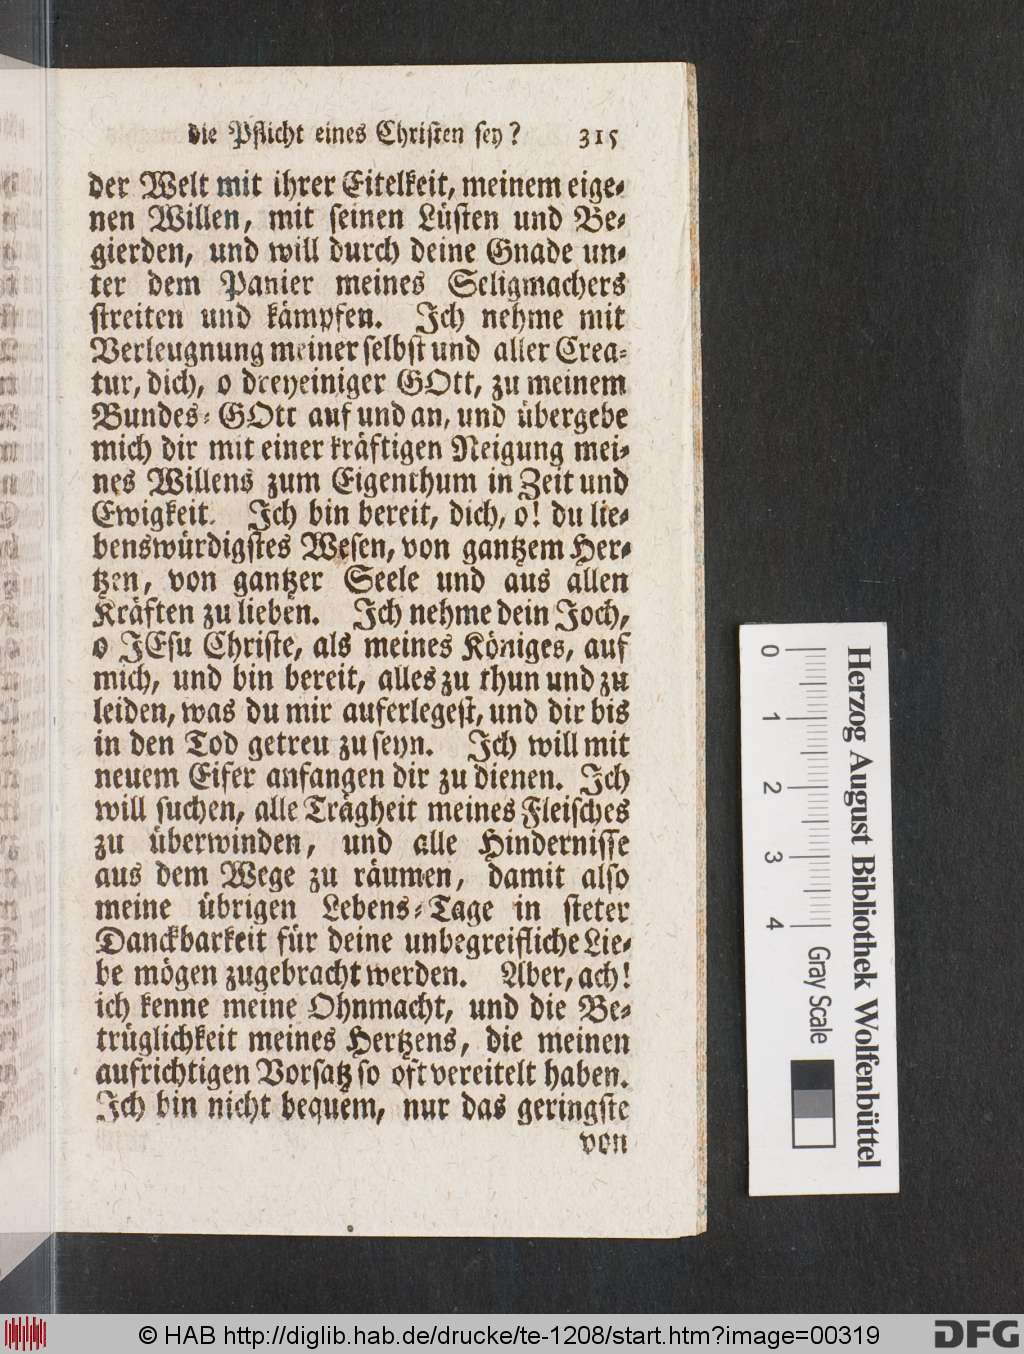 die Pflicht eines Christen sey? 315
der Welt mit ihrer Eitelkeit, meinem eige-
nen Willen, mit seinen Lüsten und Be-
gierden, und will durch deine Gnade un-
ter dem Panier meines Seligmachers
streiten und kämpfen. Ich nehme mit
Verleugnung meiner selbst und aller Crea-
tur, dich, o dreyeiniger GOtt, zu meinem
Bundes-GOtt auf und an, und übergebe
mich dir mit einer kräftigen Neigung mei-
nes Willens zum Eigenthum in Zeit und
Ewigkeit. Ich bin bereit, dich, o! du lie-
benswürdigstes Wesen, von gantzem Her-
tzen, von gantzer Seele und aus allen
Kräften zu lieben. Ich nehme dein Joch,
o JEsu Christe, als meines Königes, auf
mich, und bin bereit, alles zu thun und zu
leiden, was du mir auferlegest, und dir bis
in den Tod getreu zu seyn. Ich will mit
neuem Eifer anfangen dir zu dienen. Ich
will suchen, alle Trägheit meines Fleisches
zu überwinden, und alle Hindernisse
aus dem Wege zu räumen, damit also
meine übrigen Lebens-Tage in steter
Danckbarkeit für deine unbegreifliche Lie-
be mögen zugebracht werden. Aber, ach!
ich kenne meine Ohnmacht, und die Be-
trüglichkeit meines Hertzens, die meinen
aufrichtigen Vorsatz so oft vereitelt haben.
Ich bin nicht bequem, nur das geringste
von
0 1 2 3 4
Gray Scale
Herzog August Bibliothek Wolfenbüttel
© HAB http://diglib.hab.de/drucke/te-1208/start.htm?image=00319
DFG